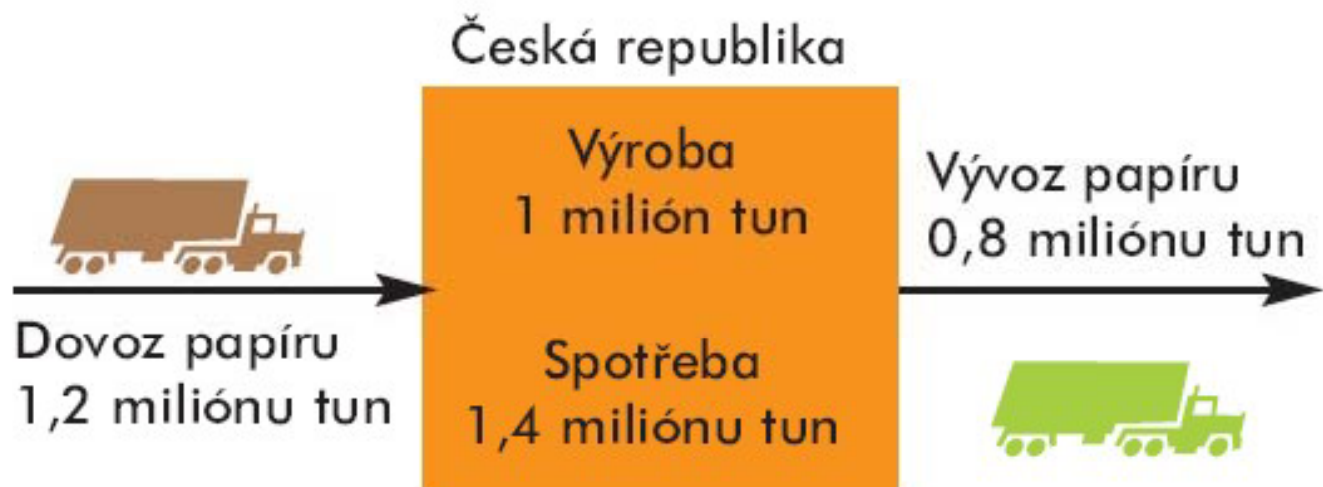 Česká republika
Výroba
1 milión tun
Vývoz papíru
0,8 miliónu tun
Dovoz papíru
1,2 miliónu tun
Spotřeba
1,4 miliónu tun